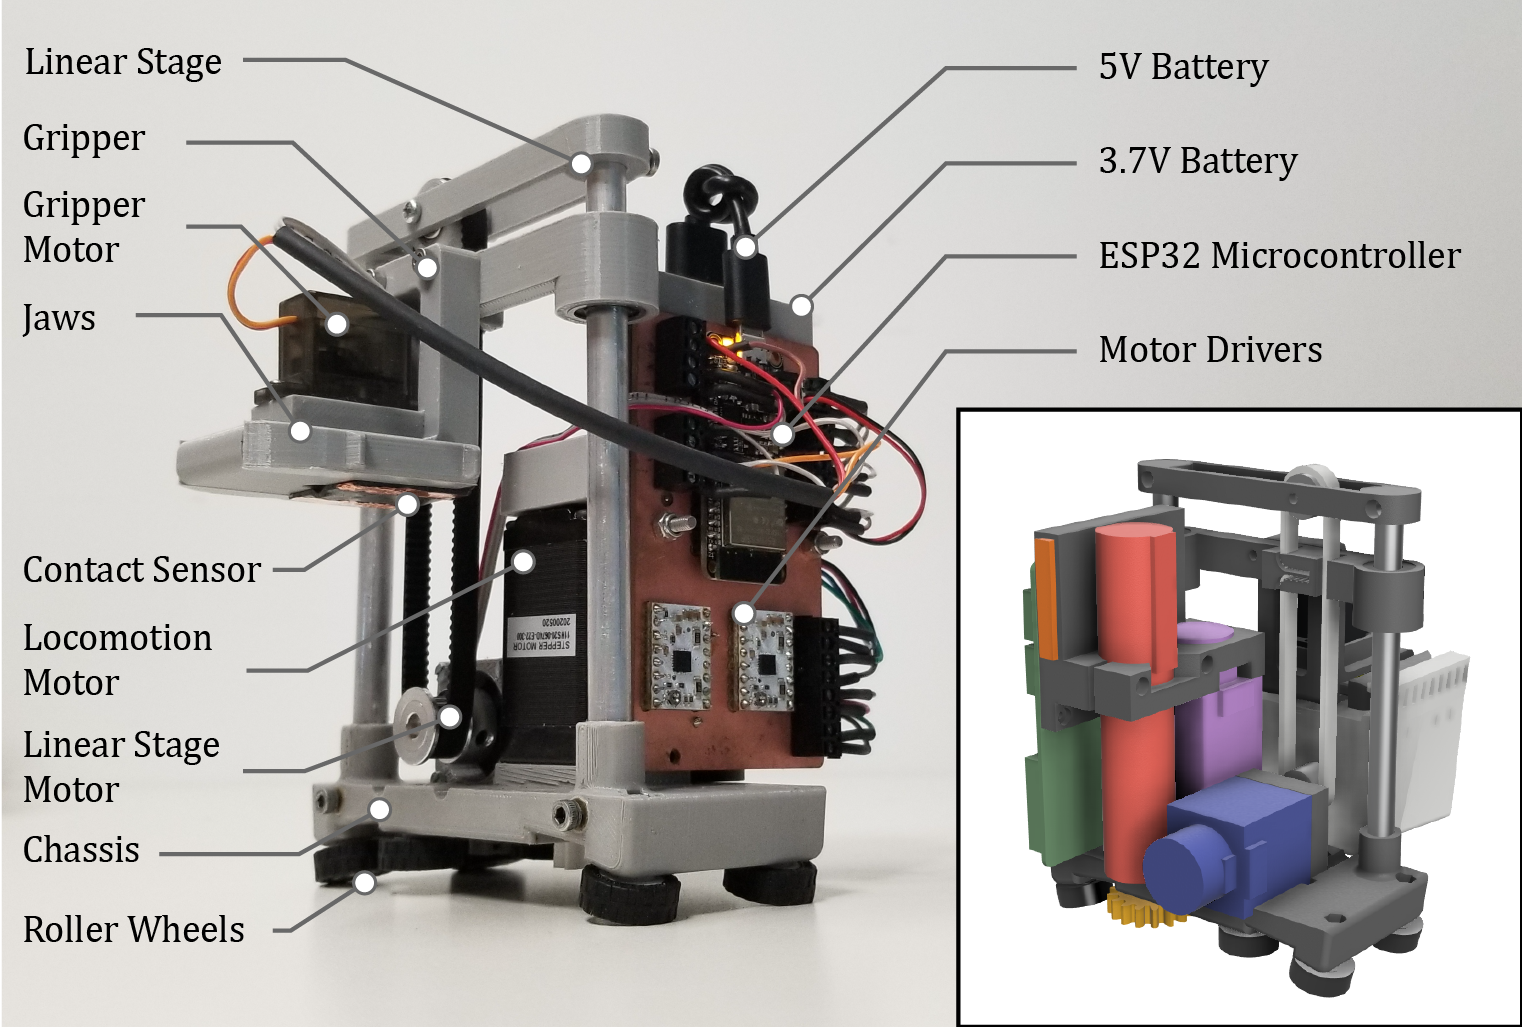 Linear Stage
Gripper
Gripper
Motor
Jaws
Contact Sensor
Locomotion
Motor
Linear Stage
Motor
Chassis
Roller Wheels
5V Battery
3.7V Battery
ESP32 Microcontroller
Motor Drivers
STEPPER MOTOR
20200520